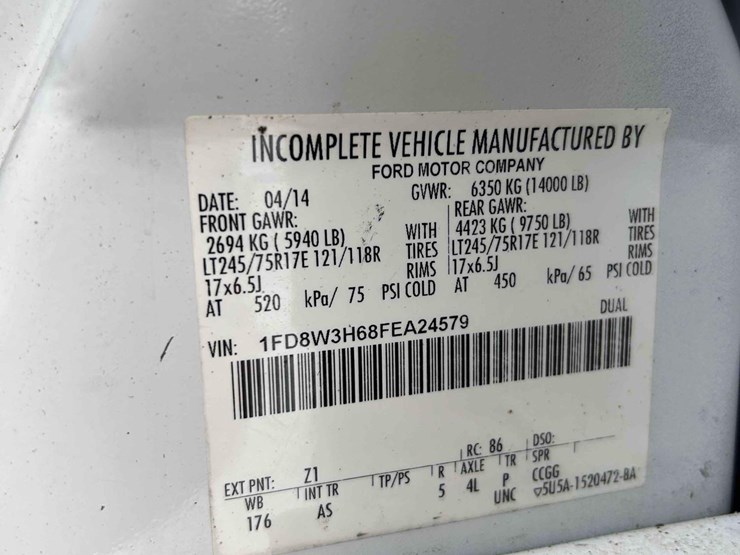 INCOMPLETE VEHICLE MANUFACTURED BY
FORD MOTOR COMPANY
DATE: 04/14 GVWR: 6350 KG (14000 LB)
FRONT GAWR: REAR GAWR:
2694 KG ( 5940 LB) WITH 4423 KG ( 9750 LB) WITH
LT245/75R17E 121/118R TIRES LT245/75R17E 121/118R TIRES
17x6.5J RIMS 17x6.5J RIMS
AT 520 kPa/ 75 PSI COLD AT 450 kPa/ 65 PSI COLD
DUAL
VIN: 1FD8W3H68FEA24579
EXT PNT: Z1 RC: 86 DSO:
WB INT TR TP/PS R AXLE TR SPR
176 AS 5 4L P CCGG
UNC ▽5U5A-1520472-BA